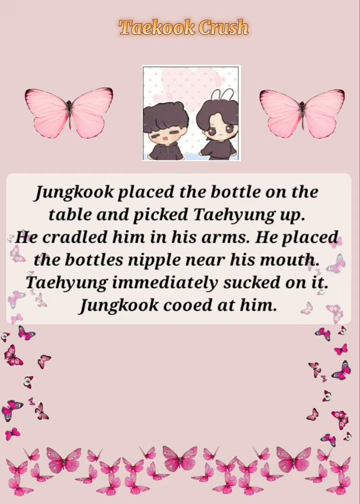 Taekook Crush
Jungkook placed the bottle on the
table and picked Taehyung up.
He cradled him in his arms. He placed
the bottles nipple near his mouth.
Taehyung immediately sucked on it.
Jungkook cooed at him.